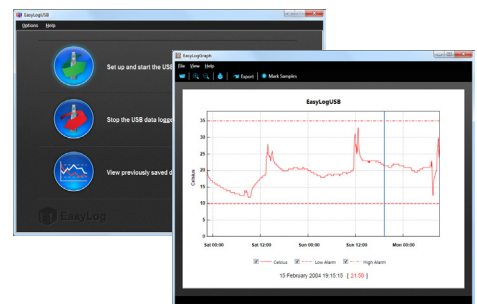 EasyLogUSB
Options Help
Set up and start the USB
Stop the USB data logge
View previously saved d
EasyLog
EasyLogGraph
File View Help
Export Mark Samples
EasyLogUSB
Celsius
35
30
25
20
15
10
5
0
Sat 00:00 Sat 12:00 Sun 00:00 Sun 12:00 Mon 00:00
Celsius Low Alarm High Alarm
15 February 2004 19:15:15 [ 21.50 ]